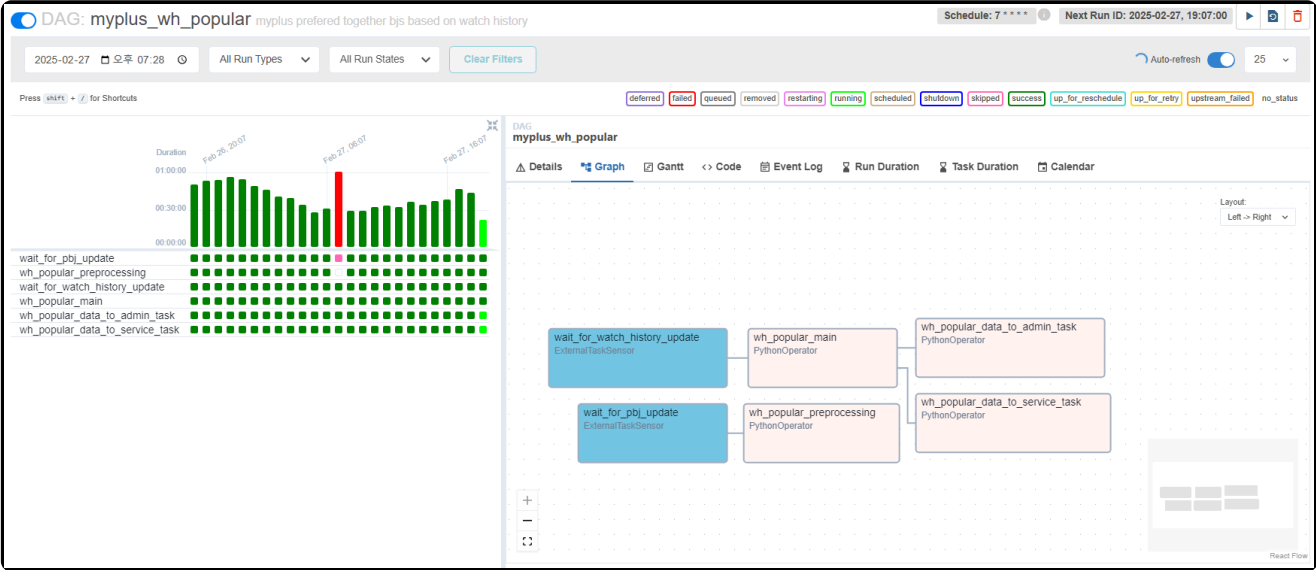 DAG: myplus_wh_popular myplus prefered together bjs based on watch history
Schedule: 7 * * * *
Next Run ID: 2025-02-27, 19:07:00
2025-02-27 오후 07:28
All Run Types
All Run States
Clear Filters
Auto-refresh
25
Press shift + / for Shortcuts
deferred failed queued removed restarting running scheduled shutdown skipped success up_for_reschedule up_for_retry upstream_failed no_status
Feb 26, 20:07
Feb 27, 06:07
Feb 27, 16:07
Duration
01:00:00
00:30:00
00:00:00
wait_for_pbj_update
wh_popular_preprocessing
wait_for_watch_history_update
wh_popular_main
wh_popular_data_to_admin_task
wh_popular_data_to_service_task
DAG
myplus_wh_popular
Details
Graph
Gantt
Code
Event Log
Run Duration
Task Duration
Calendar
Layout:
Left -> Right
wait_for_watch_history_update
ExternalTaskSensor
wh_popular_main
PythonOperator
wh_popular_data_to_admin_task
PythonOperator
wait_for_pbj_update
ExternalTaskSensor
wh_popular_preprocessing
PythonOperator
wh_popular_data_to_service_task
PythonOperator
React Flow